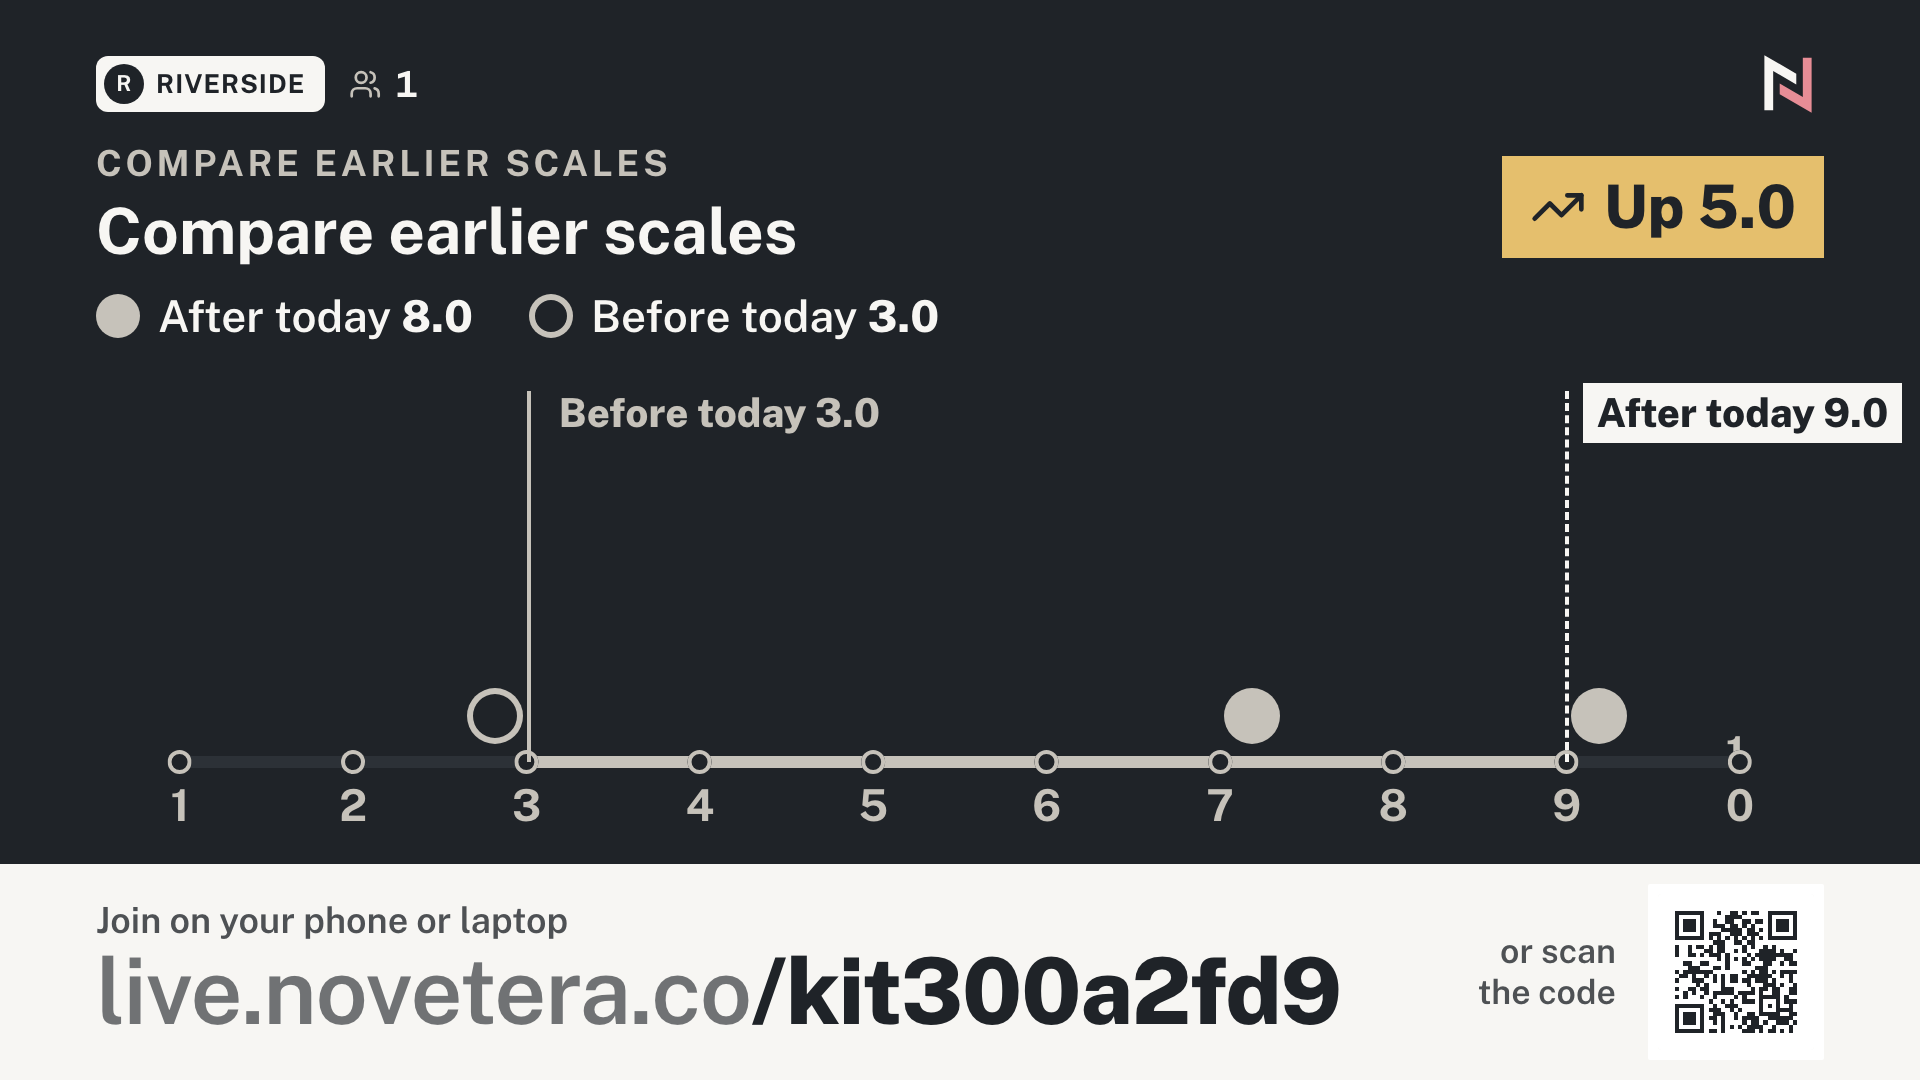 R RIVERSIDE 1
COMPARE EARLIER SCALES
Compare earlier scales
Up 5.0
After today 8.0 Before today 3.0
Before today 3.0 After today 9.0
1 2 3 4 5 6 7 8 9 1
0
Join on your phone or laptop
live.novetera.co/kit300a2fd9
or scan
the code